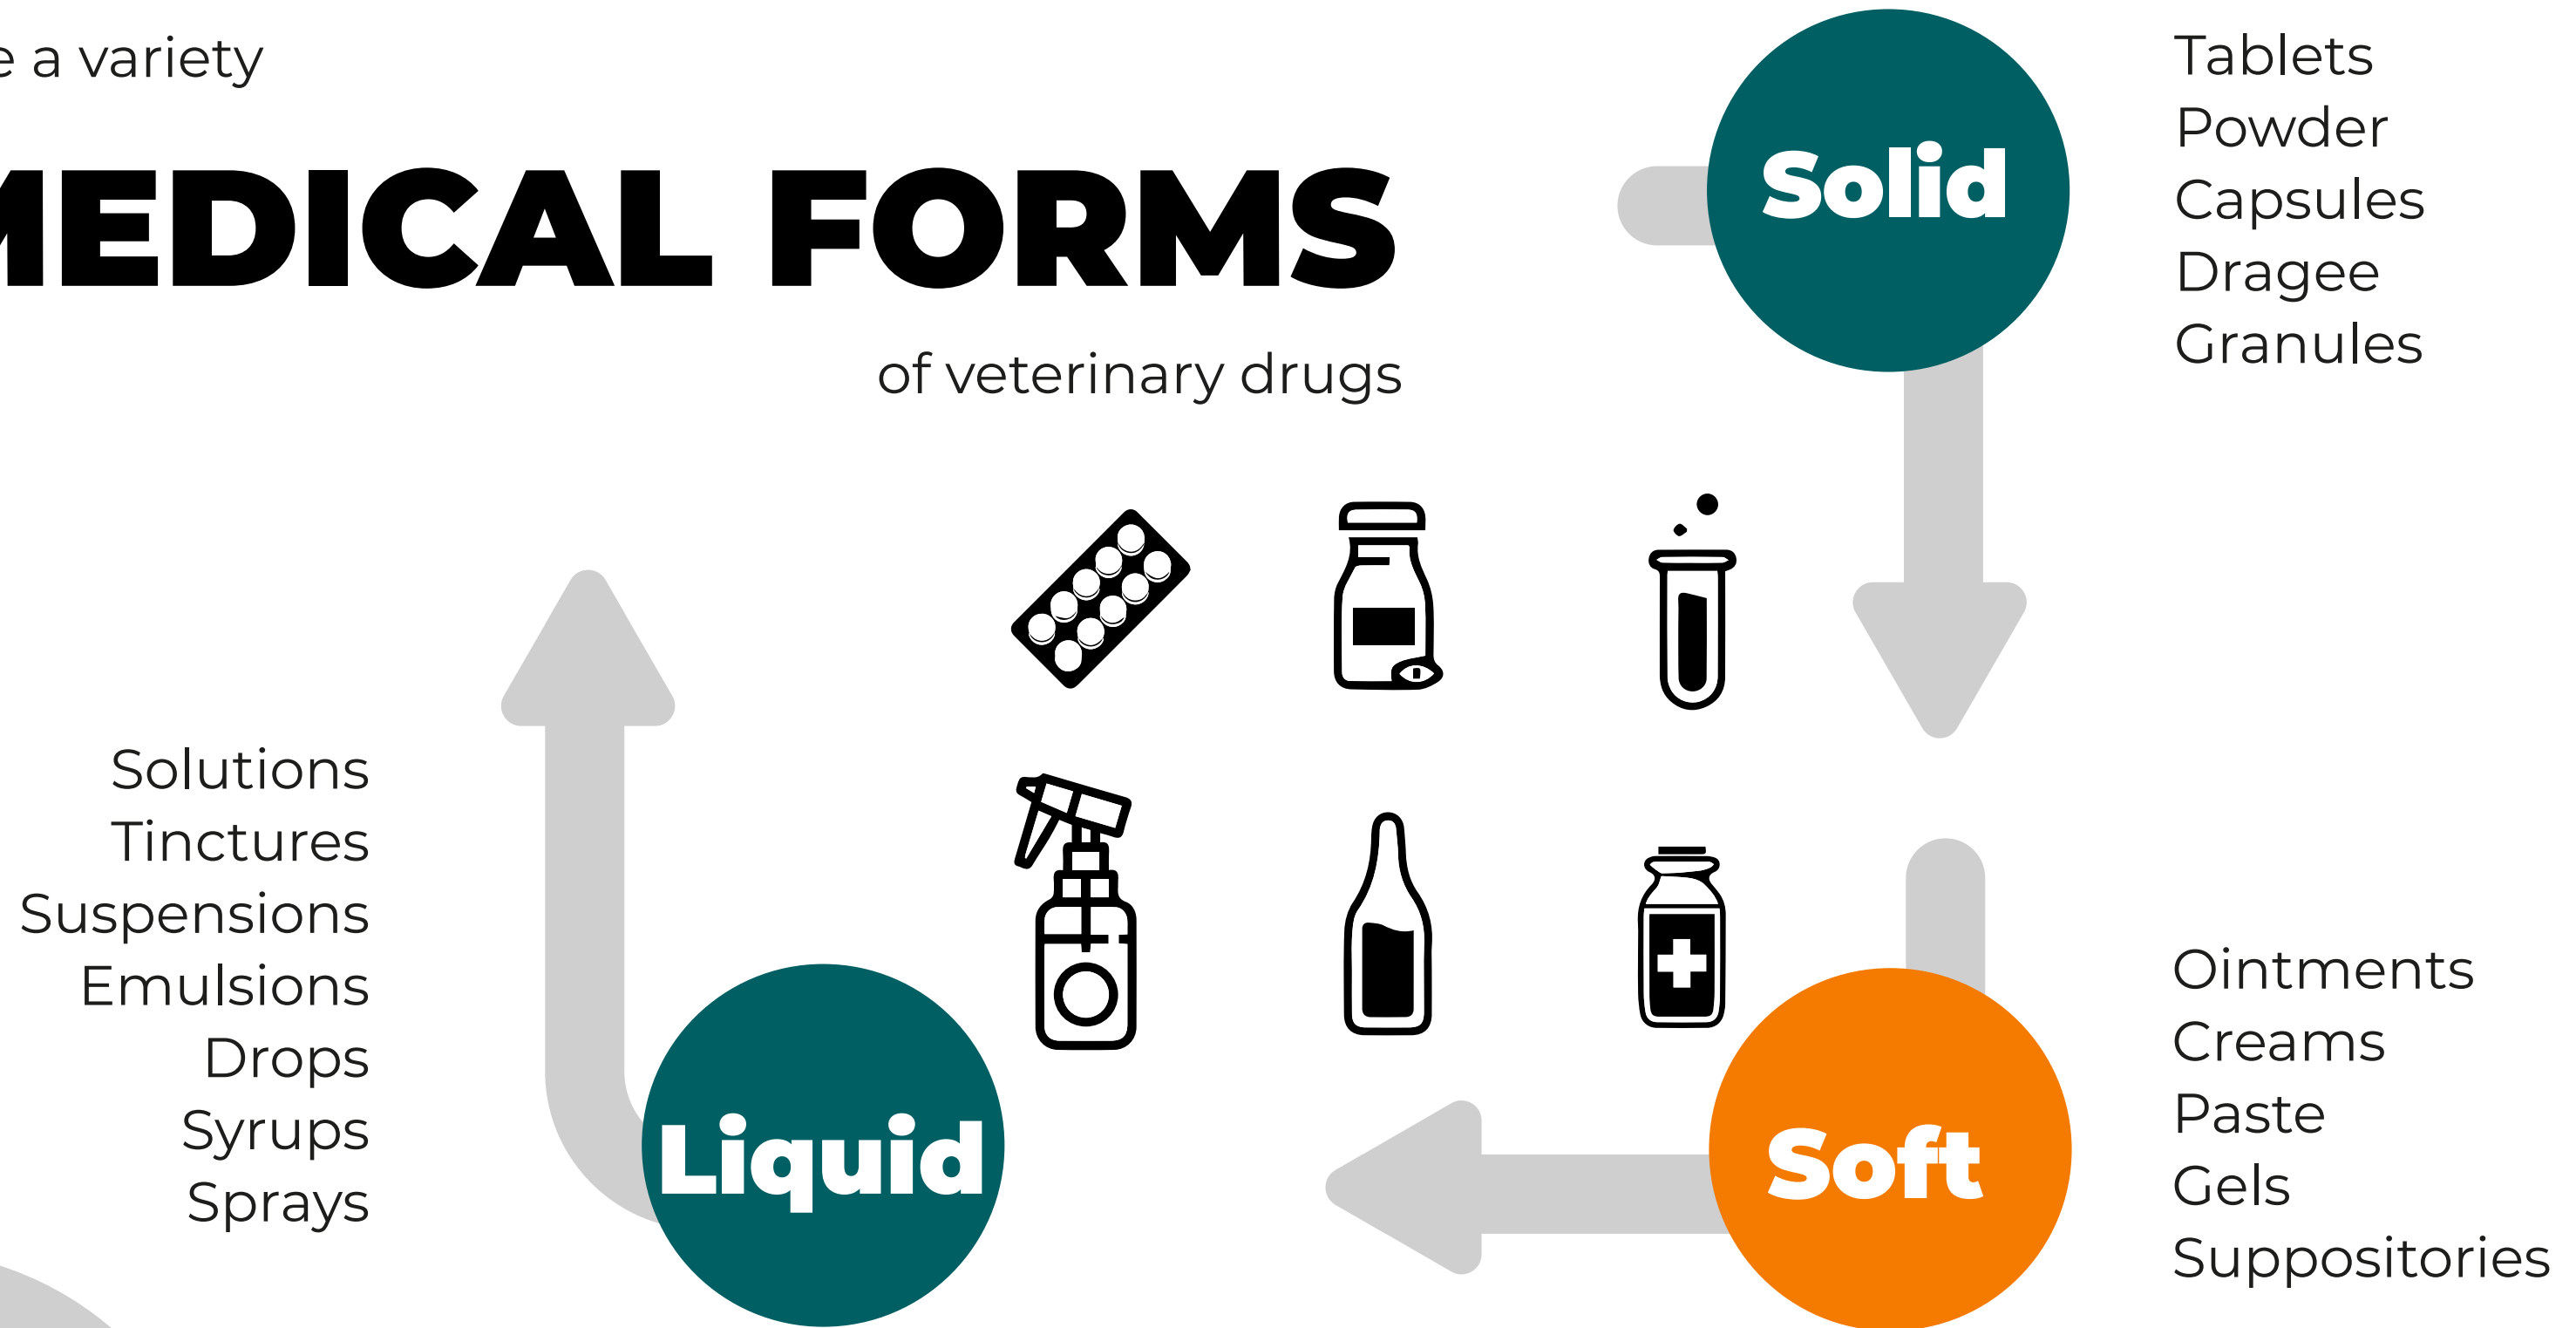 e a variety
MEDICAL FORMS
of veterinary drugs
Solid
Tablets
Powder
Capsules
Dragee
Granules
Solutions
Tinctures
Suspensions
Emulsions
Drops
Syrups
Sprays
Liquid
Soft
Ointments
Creams
Paste
Gels
Suppositories